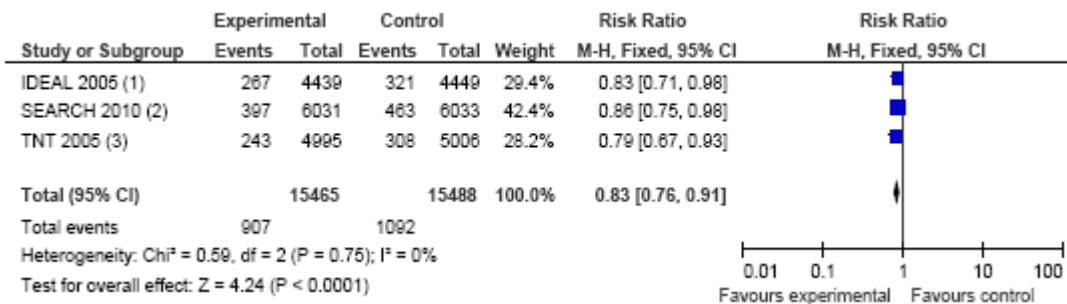 Experimental Control Risk Ratio Risk Ratio
Study or Subgroup Events Total Events Total Weight M-H, Fixed, 95% CI M-H, Fixed, 95% CI
IDEAL 2005 (1) 267 4439 321 4449 29.4% 0.83 [0.71, 0.98]
SEARCH 2010 (2) 397 6031 463 6033 42.4% 0.86 [0.75, 0.98]
TNT 2005 (3) 243 4995 308 5006 28.2% 0.79 [0.67, 0.93]
Total (95% CI) 15465 15488 100.0% 0.83 [0.76, 0.91]
Total events 907 1092
Heterogeneity: Chi² = 0.59, df = 2 (P = 0.75); I² = 0%
Test for overall effect: Z = 4.24 (P < 0.0001)
0.01 0.1 1 10 100
Favours experimental Favours control